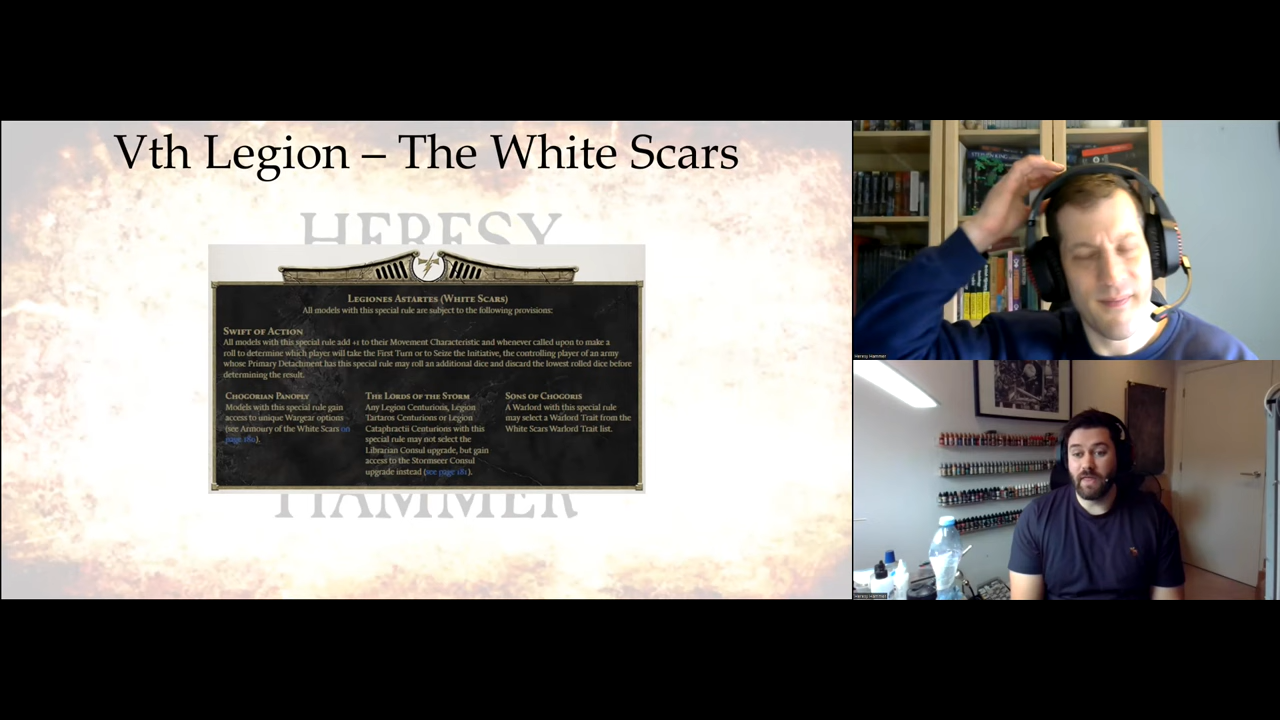 Vth Legion – The White Scars
HERESY
LEGIONES ASTARTES (WHITE SCARS)
All models with this special rule are subject to the following provisions:
SWIFT OF ACTION
All models with this special rule add +1 to their Movement Characteristic and whenever called upon to make a
roll to determine which player will take the First Turn or to Seize the Initiative, the controlling player of an army
whose Primary Detachment has this special rule may roll an additional dice and discard the lowest rolled dice before
determining the result.
CHOGORIAN PANOPLY
Models with this special rule gain
access to unique Wargear options
(see Armoury of the White Scars on
page 180).
THE LORDS OF THE STORM
Any Legion Centurions, Legion
Tartaros Centurions or Legion
Cataphractii Centurions with this
special rule may not select the
Librarian Consul upgrade, but gain
access to the Stormseer Consul
upgrade instead (see page 181).
SONS OF CHOGORIS
A Warlord with this special rule
may select a Warlord Trait from the
White Scars Warlord Trait list.
HAMMER
STEPHEN KING
Heresy Hammer
Heresy Hammer